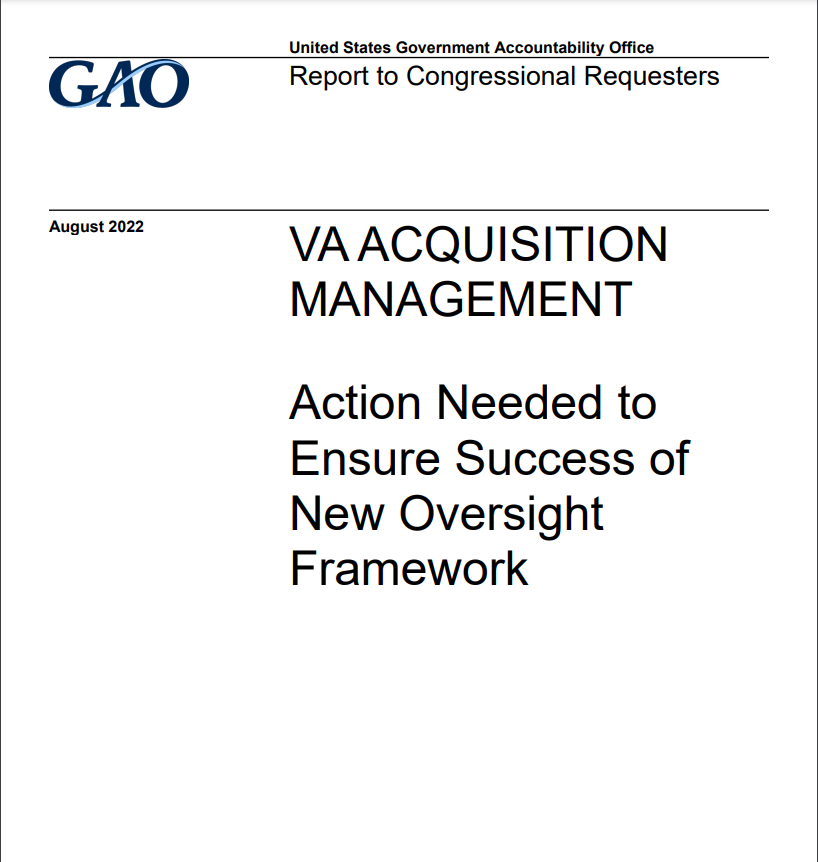 United States Government Accountability Office
GAO
Report to Congressional Requesters
August 2022
VA ACQUISITION
MANAGEMENT
Action Needed to
Ensure Success of
New Oversight
Framework